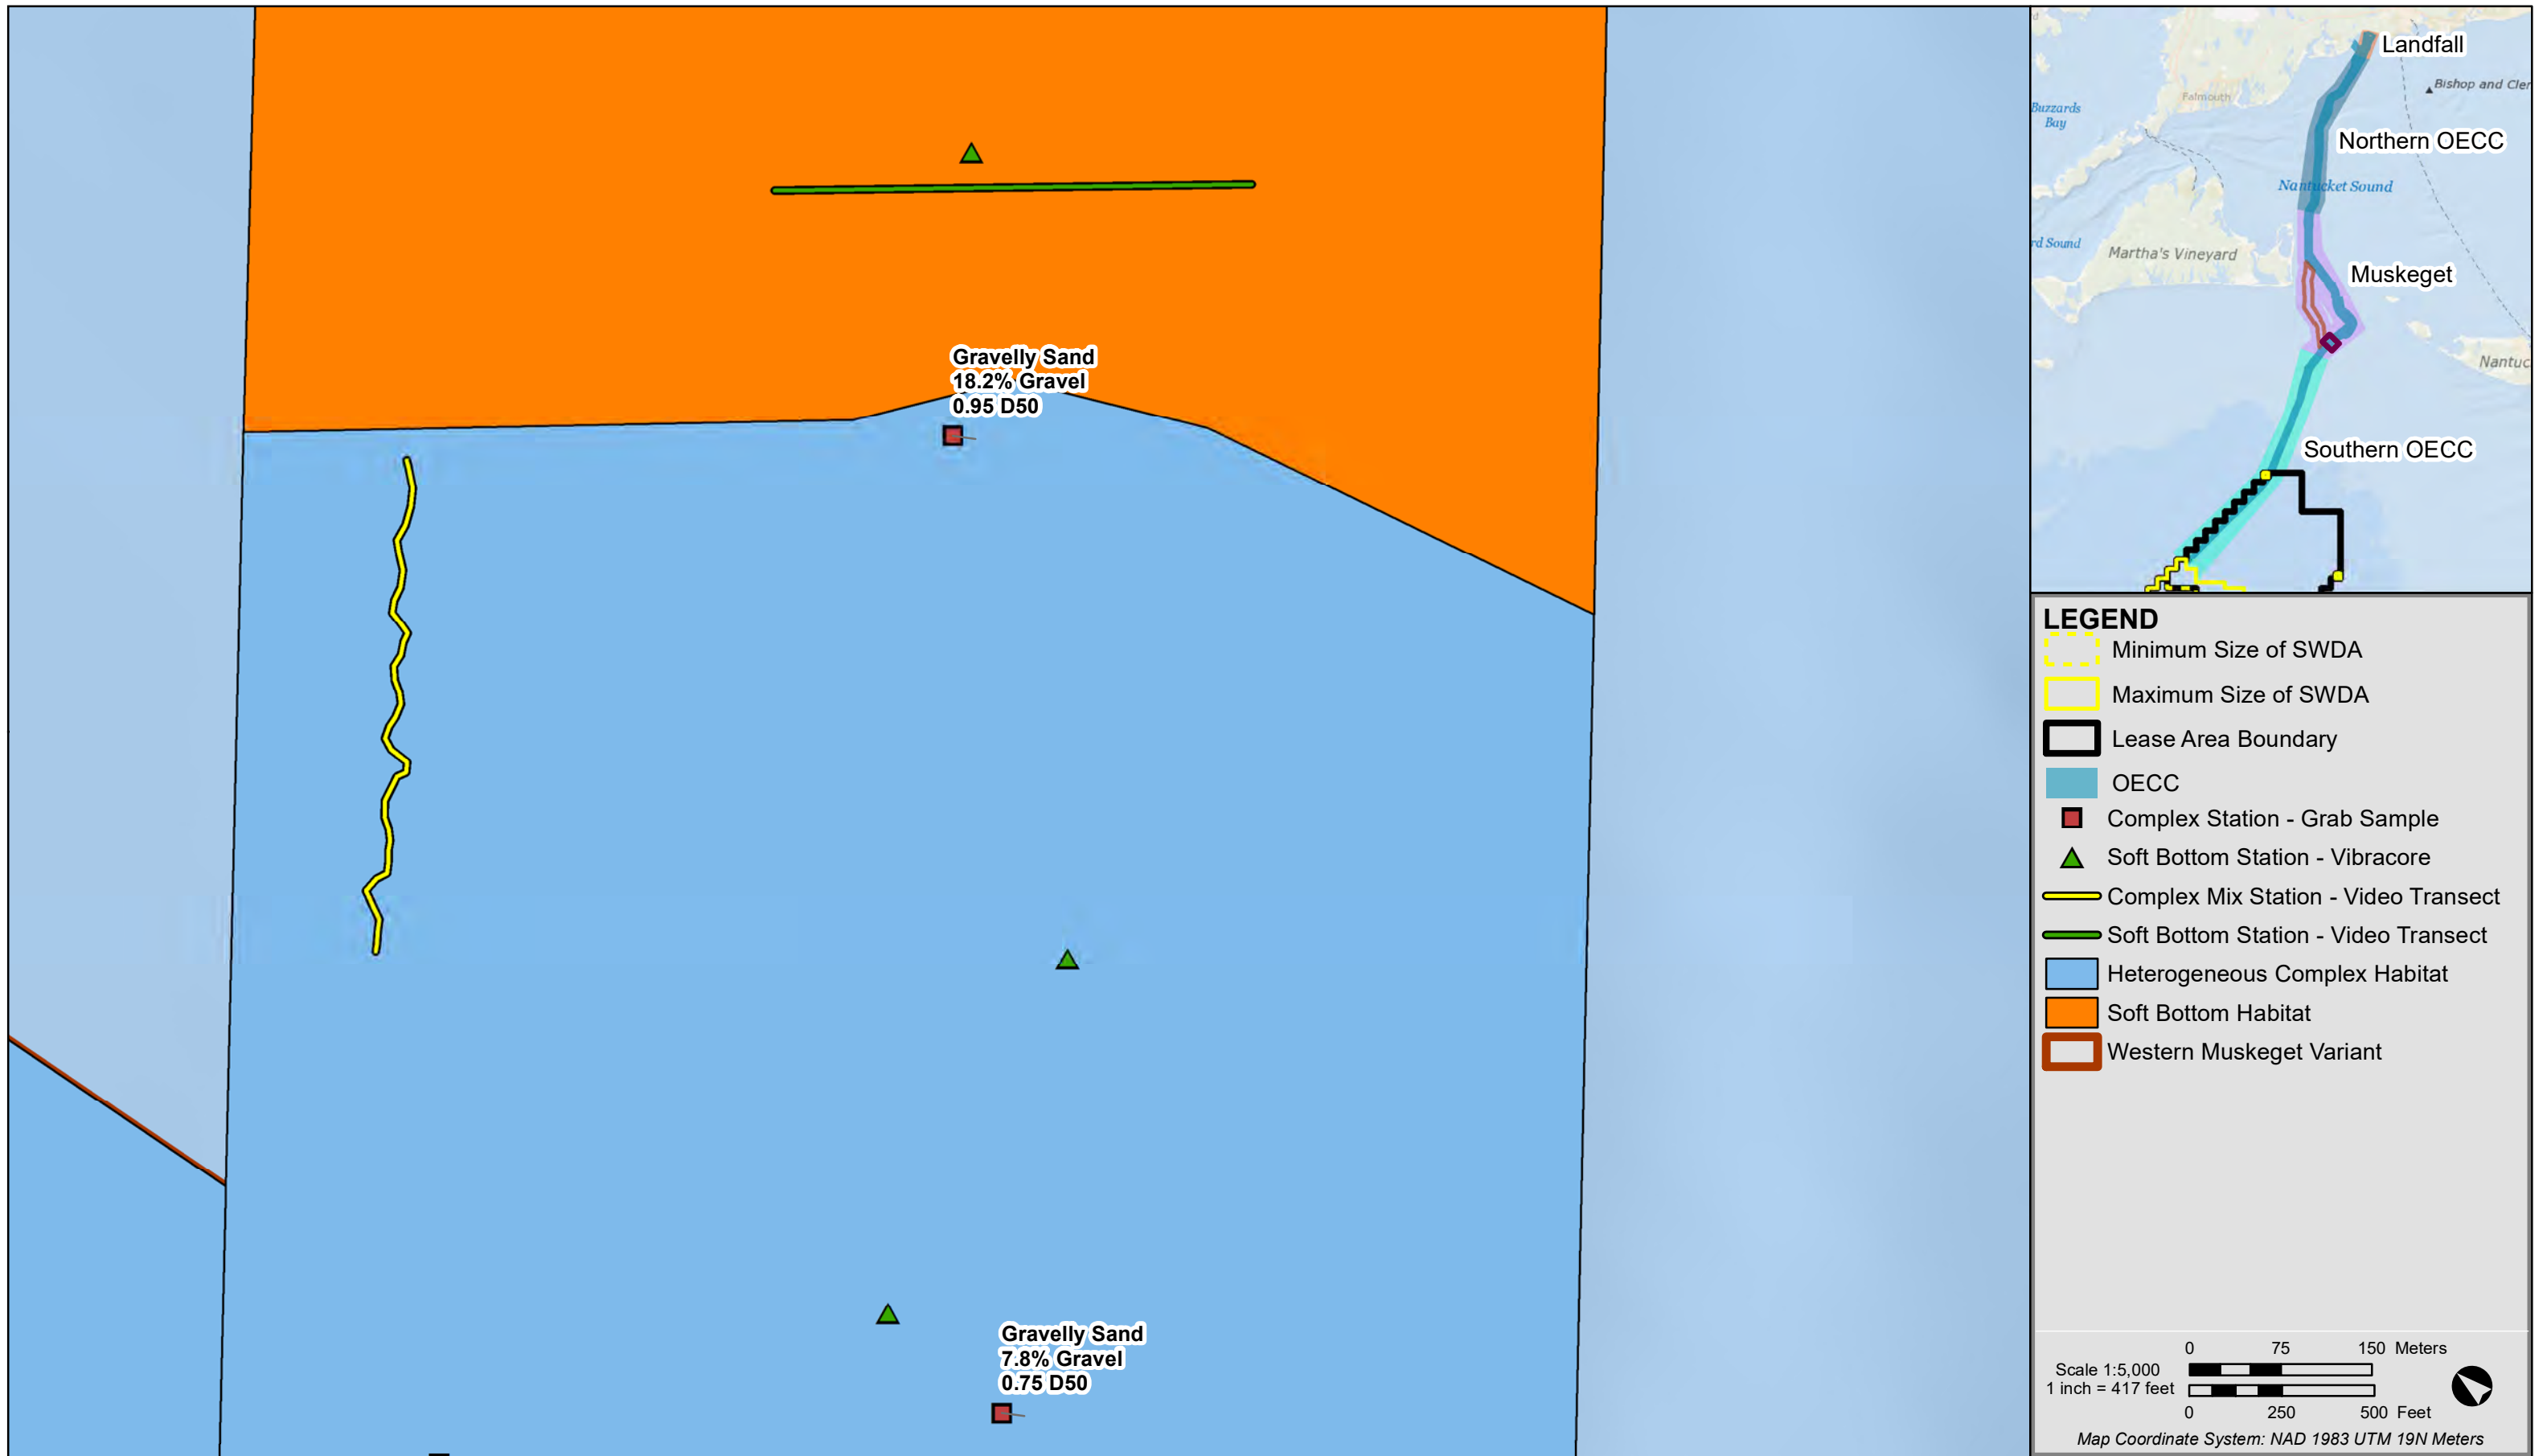 Gravelly Sand
18.2% Gravel
0.95 D50
Gravelly Sand
7.8% Gravel
0.75 D50
Landfall
Bishop and Cler
Falmouth
Buzzards
Bay
Northern OECC
Nantucket Sound
rd Sound
Martha's Vineyard
Muskeget
Nantuc
Southern OECC
LEGEND
Minimum Size of SWDA
Maximum Size of SWDA
Lease Area Boundary
OECC
Complex Station - Grab Sample
Soft Bottom Station - Vibracore
Complex Mix Station - Video Transect
Soft Bottom Station - Video Transect
Heterogeneous Complex Habitat
Soft Bottom Habitat
Western Muskeget Variant
0 75 150 Meters
Scale 1:5,000
1 inch = 417 feet
0 250 500 Feet
Map Coordinate System: NAD 1983 UTM 19N Meters